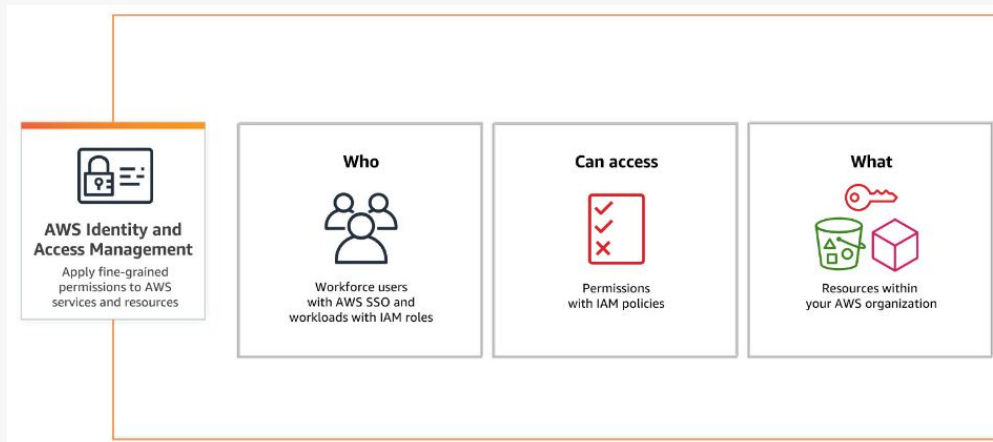 AWS Identity and
Access Management
Apply fine-grained
permissions to AWS
services and resources
Who
Workforce users
with AWS SSO and
workloads with IAM roles
Can access
Permissions
with IAM policies
What
Resources within
your AWS organization